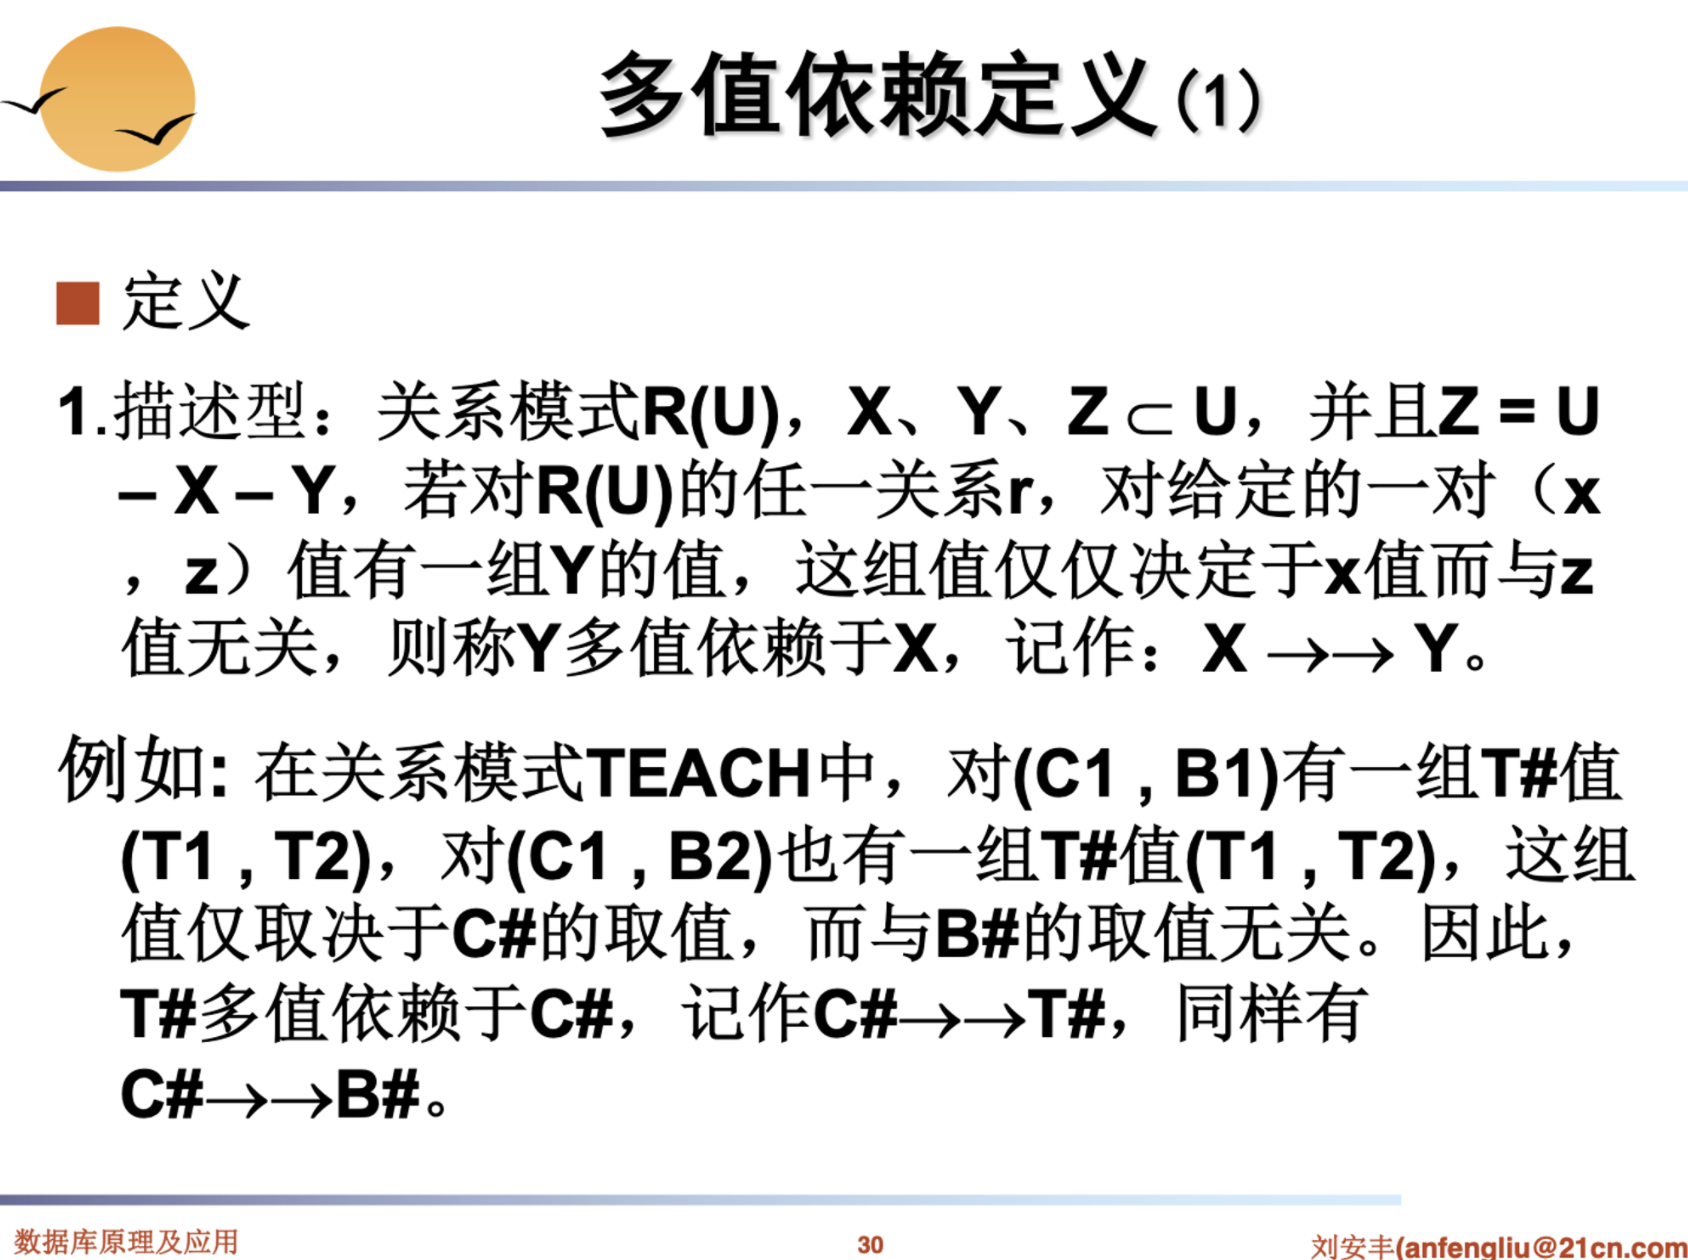 多值依赖定义(1)
■ 定义
1.描述型：关系模式R(U)，X、Y、Z ⊂ U，并且Z = U
– X – Y，若对R(U)的任一关系r，对给定的一对（x
，z）值有一组Y的值，这组值仅仅决定于x值而与z
值无关，则称Y多值依赖于X，记作：X →→ Y。
例如: 在关系模式TEACH中，对(C1 , B1)有一组T#值
(T1 , T2)，对(C1 , B2)也有一组T#值(T1 , T2)，这组
值仅取决于C#的取值，而与B#的取值无关。因此，
T#多值依赖于C#，记作C#→→T#，同样有
C#→→B#。
数据库原理及应用
30
刘安丰(anfengliu@21cn.com